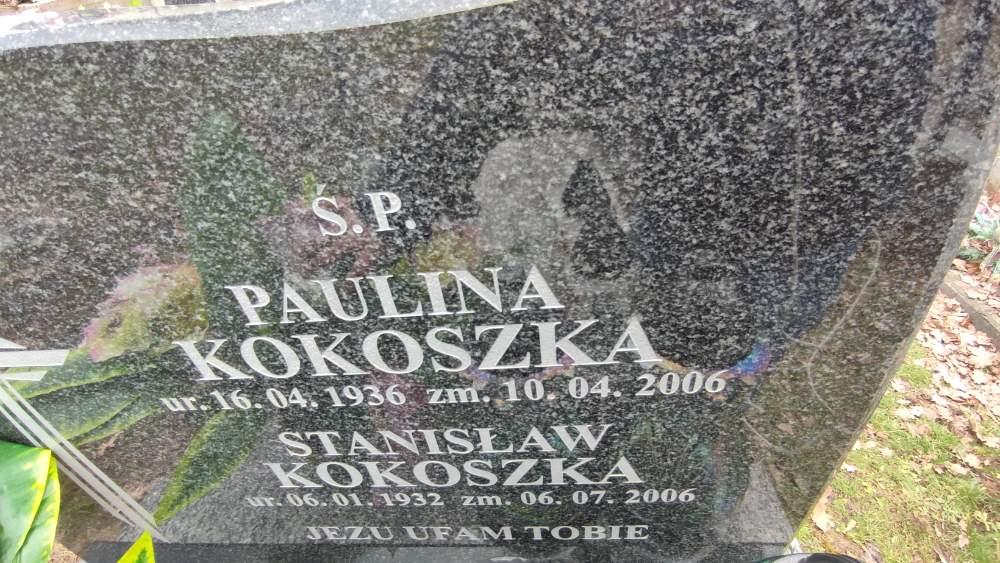 Ś.P.
PAULINA
KOKOSZKA
ur. 16.04.1936 zm. 10.04.2006
STANISŁAW
KOKOSZKA
ur. 06.01.1932 zm. 06.07.2006
JEZU UFAM TOBIE